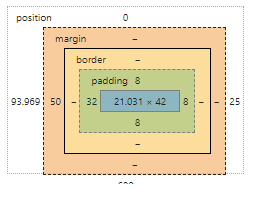 position 0
margin –
border –
padding 8
93.969 50 – 32 21.031 × 42 8 – – 25
8
–
–